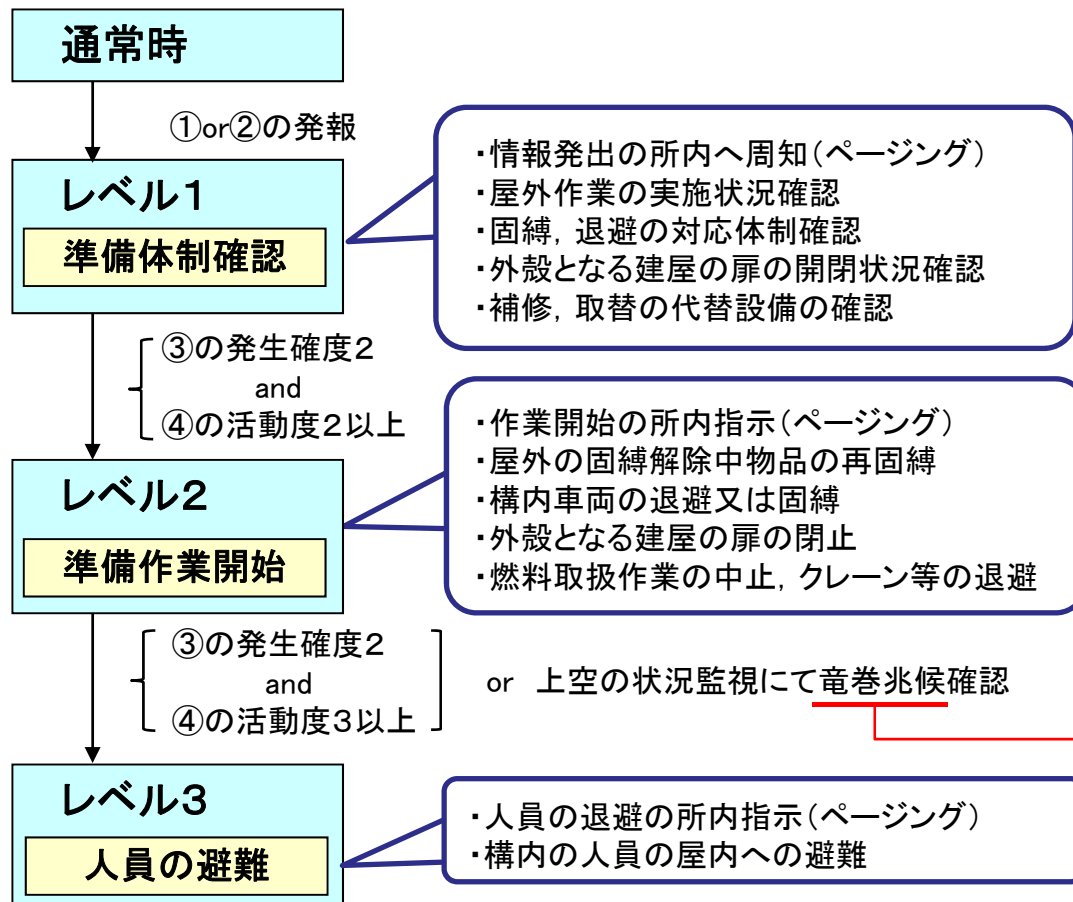 通常時
①or②の発報
レベル1
準備体制確認
・情報発出の所内へ周知(ページング)
・屋外作業の実施状況確認
・固縛,退避の対応体制確認
・外殻となる建屋の扉の開閉状況確認
・補修,取替の代替設備の確認
③の発生確度2
and
④の活動度2以上
レベル2
準備作業開始
・作業開始の所内指示(ページング)
・屋外の固縛解除中物品の再固縛
・構内車両の退避又は固縛
・外殻となる建屋の扉の閉止
・燃料取扱作業の中止,クレーン等の退避
③の発生確度2
and
④の活動度3以上
or 上空の状況監視にて竜巻兆候確認
レベル3
人員の避難
・人員の退避の所内指示(ページング)
・構内の人員の屋内への避難